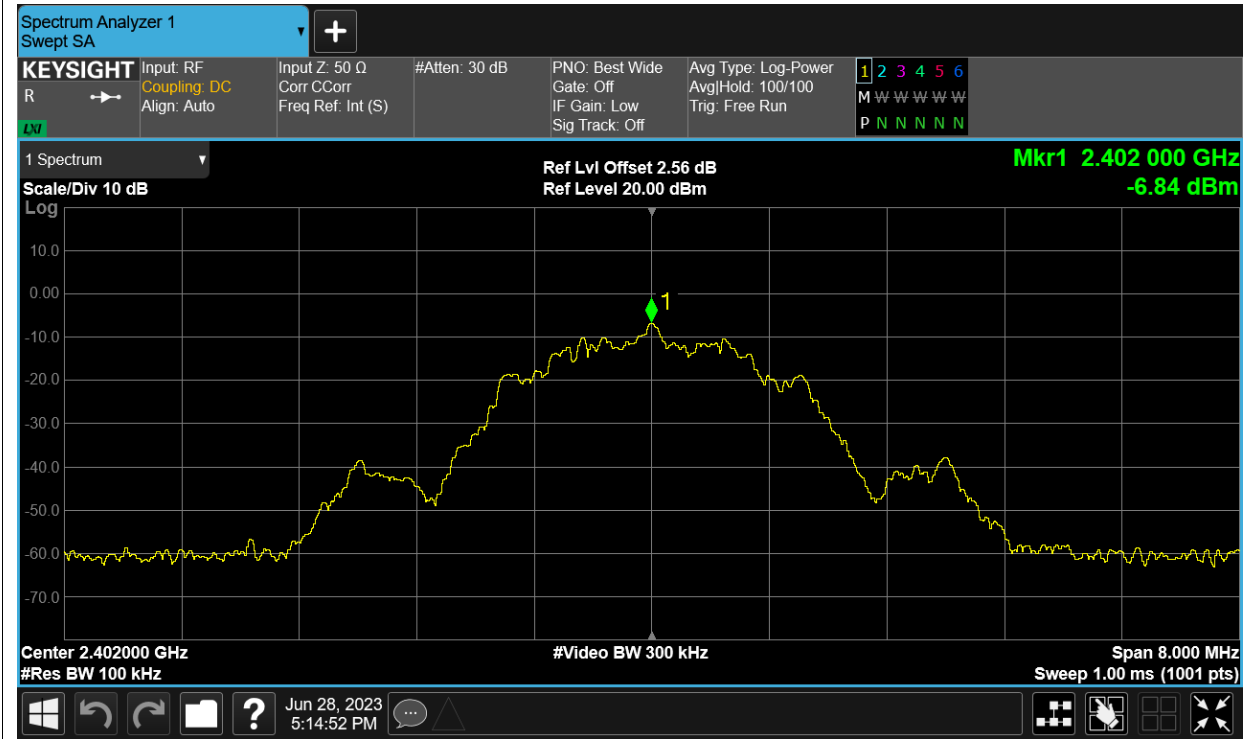 Spectrum Analyzer 1
Swept SA
KEYSIGHT
R
LXI
Input: RF
Coupling: DC
Align: Auto
Input Z: 50 Ω
Corr CCorr
Freq Ref: Int (S)
#Atten: 30 dB
PNO: Best Wide
Gate: Off
IF Gain: Low
Sig Track: Off
Avg Type: Log-Power
Avg|Hold: 100/100
Trig: Free Run
1 2 3 4 5 6
M W W W W W W
P N N N N N N
1 Spectrum
Scale/Div 10 dB
Log
Ref Lvl Offset 2.56 dB
Ref Level 20.00 dBm
Mkr1 2.402 000 GHz
-6.84 dBm
10.0
0.00
1
-10.0
-20.0
-30.0
-40.0
-50.0
-60.0
-70.0
Center 2.402000 GHz
#Res BW 100 kHz
#Video BW 300 kHz
Span 8.000 MHz
Sweep 1.00 ms (1001 pts)
?
Jun 28, 2023
5:14:52 PM